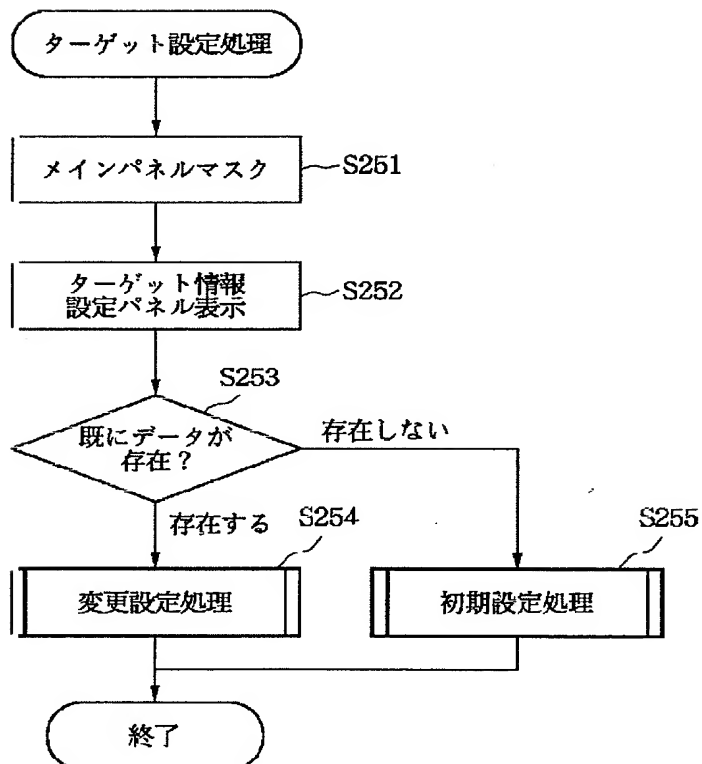 ターゲット設定処理
メインパネルマスク
S251
ターゲット情報
設定パネル表示
S252
S253
既にデータが
存在?
存在しない
存在する
S254
S255
変更設定処理
初期設定処理
終了